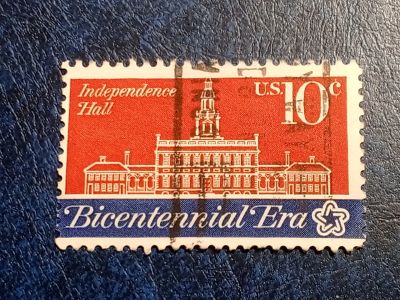 Independence
Hall
U.S. 10c
Bicentennial Era